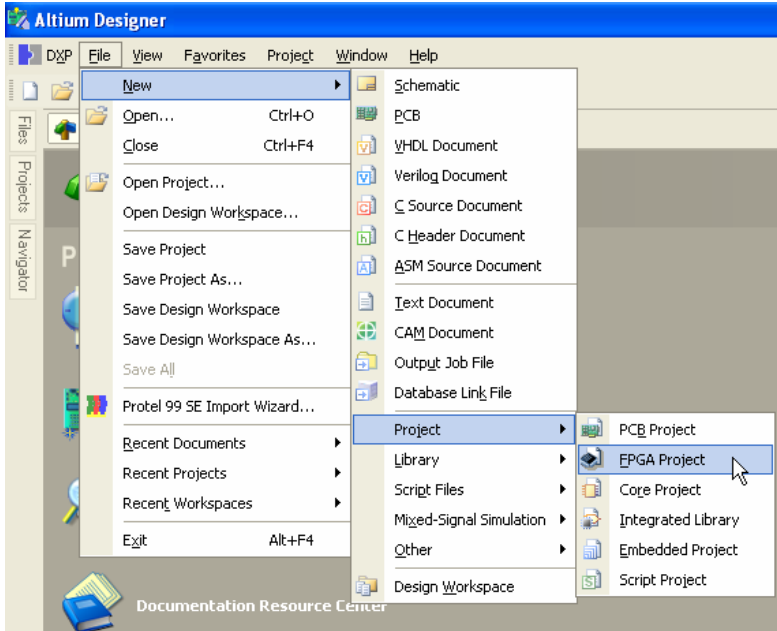 Altium Designer
DXP File View Favorites Project Window Help
Files
Projects
Navigator
New
Open... Ctrl+O
Close Ctrl+F4
Open Project...
Open Design Workspace...
Save Project
Save Project As...
Save Design Workspace
Save Design Workspace As...
Save All
Protel 99 SE Import Wizard...
Recent Documents
Recent Projects
Recent Workspaces
Exit Alt+F4
Schematic
PCB
VHDL Document
Verilog Document
C Source Document
C Header Document
ASM Source Document
Text Document
CAM Document
Output Job File
Database Link File
Project
Library
Script Files
Mixed-Signal Simulation
Other
Design Workspace
PCB Project
FPGA Project
Core Project
Integrated Library
Embedded Project
Script Project
P
Documentation Resource Center